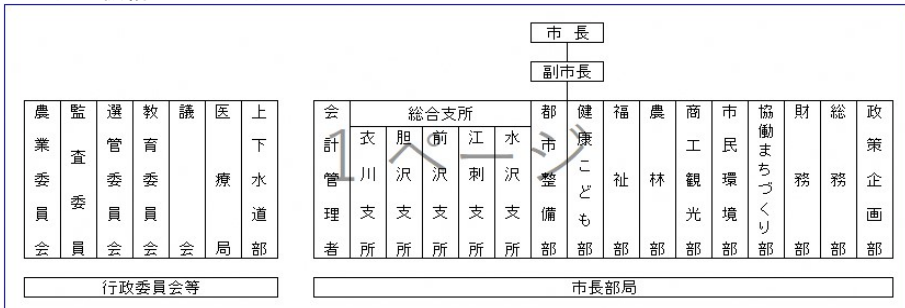 市長
副市長
農業委員会
監査委員
選管委員会
教育委員会
議会
医療局
上下水道部
会計管理者
総合支所
衣川支所
胆沢支所
前沢支所
江刺支所
水沢支所
都市整備部
健康こども部
福祉部
農林部
商工観光部
市民環境部
協働まちづくり部
財務部
総務部
政策企画部
1ページ
行政委員会等
市長部局